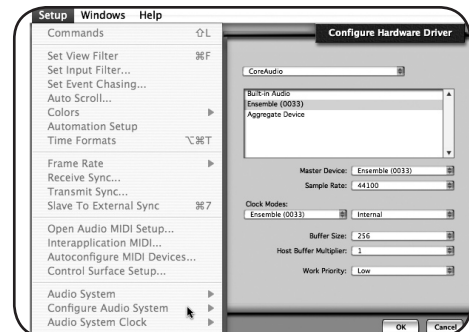 Setup Windows Help
Commands ⇧L
Set View Filter ⌘F
Set Input Filter...
Set Event Chasing...
Auto Scroll...
Colors
Automation Setup
Time Formats ⌥⌘T
Frame Rate
Receive Sync...
Transmit Sync...
Slave To External Sync ⌘7
Open Audio MIDI Setup...
Interapplication MIDI...
Autoconfigure MIDI Devices...
Control Surface Setup...
Audio System
Configure Audio System
Audio System Clock
Configure Hardware Driver
CoreAudio
Built-in Audio
Ensemble (0033)
Aggregate Device
Master Device: Ensemble (0033)
Sample Rate: 44100
Clock Modes:
Ensemble (0033) Internal
Buffer Size: 256
Host Buffer Multiplier: 1
Work Priority: Low
OK Cancel